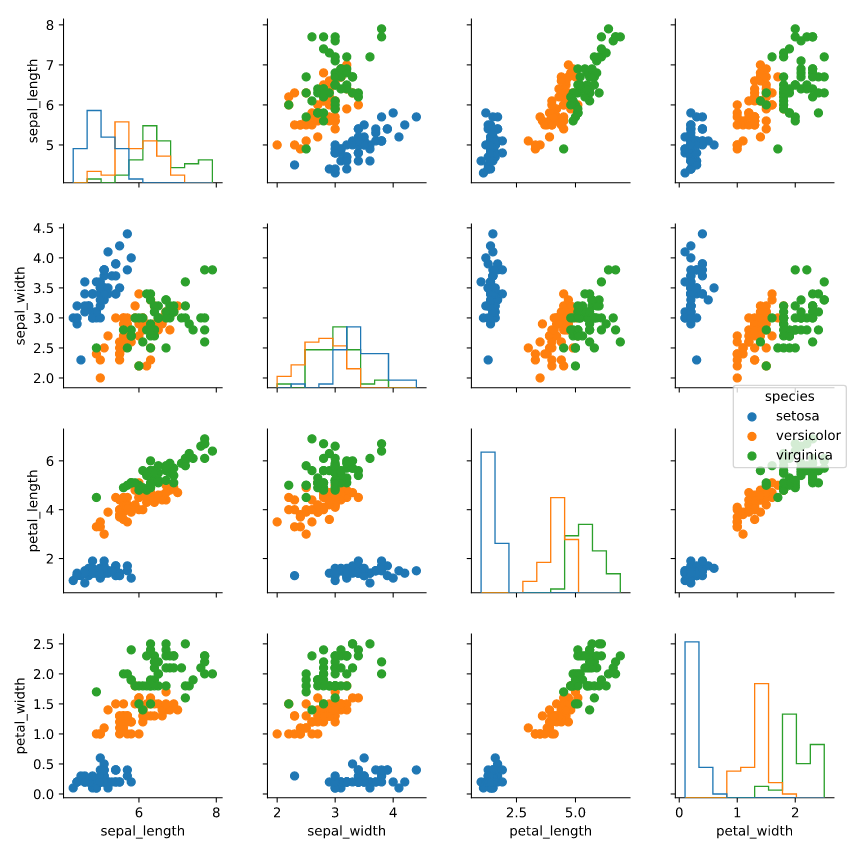 8
7
6
5
sepal_length
4.5
4.0
3.5
3.0
2.5
2.0
sepal_width
species
setosa
versicolor
virginica
6
4
2
petal_length
2.5
2.0
1.5
1.0
0.5
0.0
petal_width
6 8
sepal_length
2 3 4
sepal_width
2.5 5.0
petal_length
0 1 2
petal_width